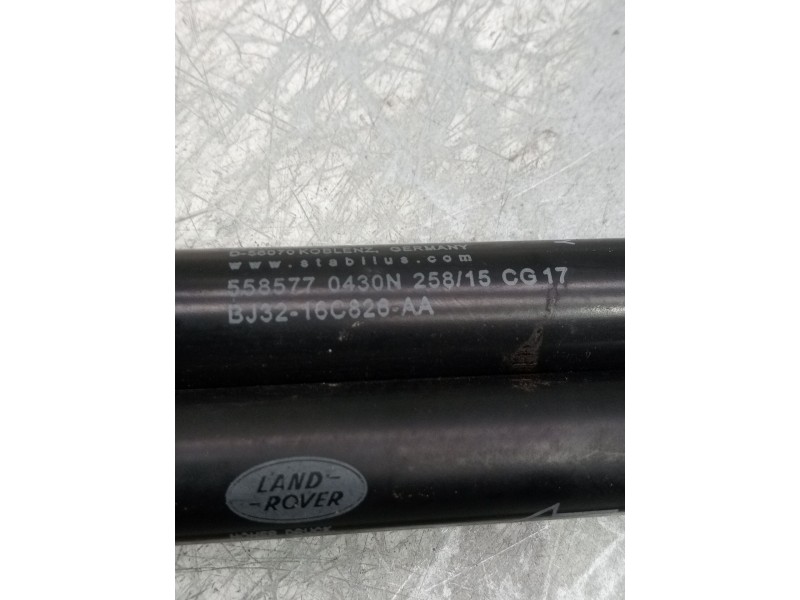 D-56070 KOBLENZ, GERMANY
www.stabilus.com
558577 0430N 258/15 CG17
BJ32-16C826-AA
LAND-
-ROVER